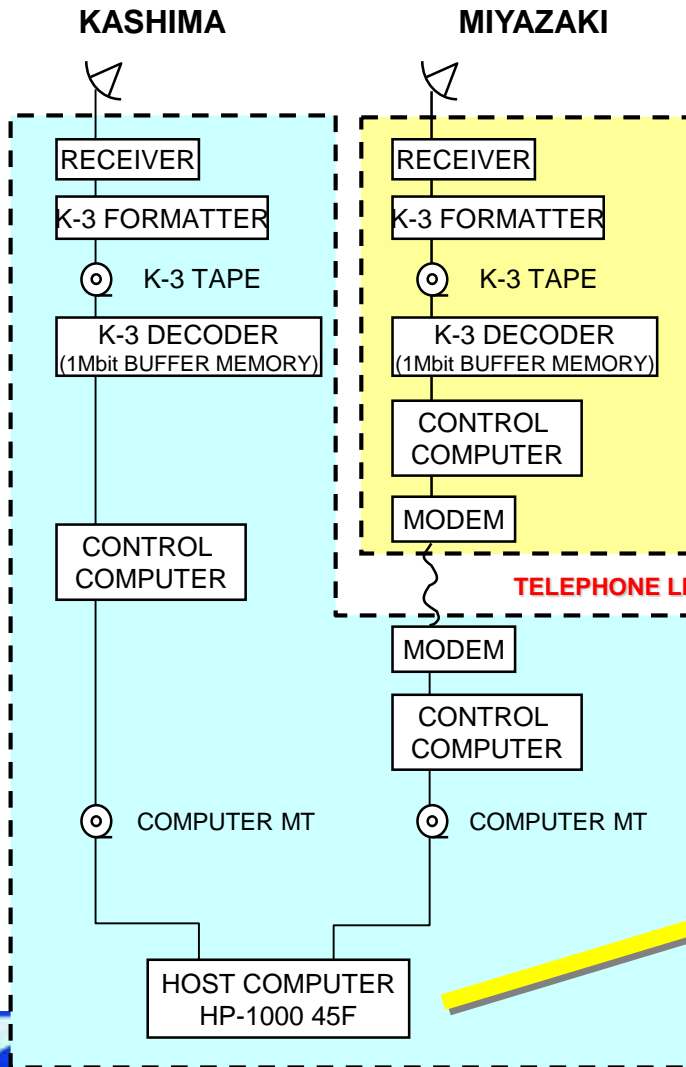 KASHIMA
MIYAZAKI
RECEIVER
RECEIVER
K-3 FORMATTER
K-3 FORMATTER
K-3 TAPE
K-3 TAPE
K-3 DECODER
(1Mbit BUFFER MEMORY)
K-3 DECODER
(1Mbit BUFFER MEMORY)
CONTROL
COMPUTER
MODEM
CONTROL
COMPUTER
TELEPHONE
MODEM
CONTROL
COMPUTER
COMPUTER MT
COMPUTER MT
HOST COMPUTER
HP-1000 45F